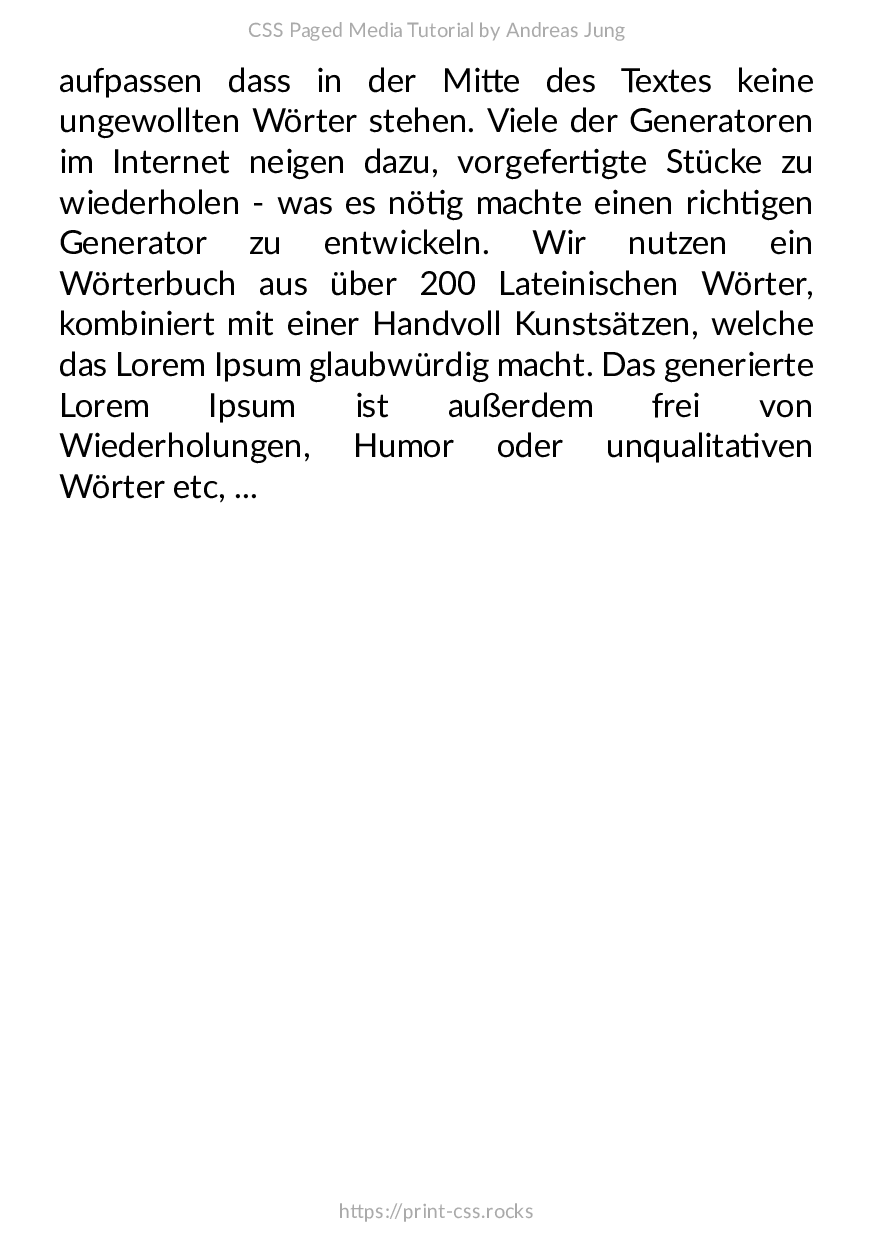 CSS Paged Media Tutorial by Andreas Jung
aufpassen dass in der Mitte des Textes keine
ungewollten Wörter stehen. Viele der Generatoren
im Internet neigen dazu, vorgefertigte Stücke zu
wiederholen - was es nötig machte einen richtigen
Generator zu entwickeln. Wir nutzen ein
Wörterbuch aus über 200 Lateinischen Wörter,
kombiniert mit einer Handvoll Kunstsätzen, welche
das Lorem Ipsum glaubwürdig macht. Das generierte
Lorem Ipsum ist außerdem frei von
Wiederholungen, Humor oder unqualitativen
Wörter etc, ...
https://print-css.rocks